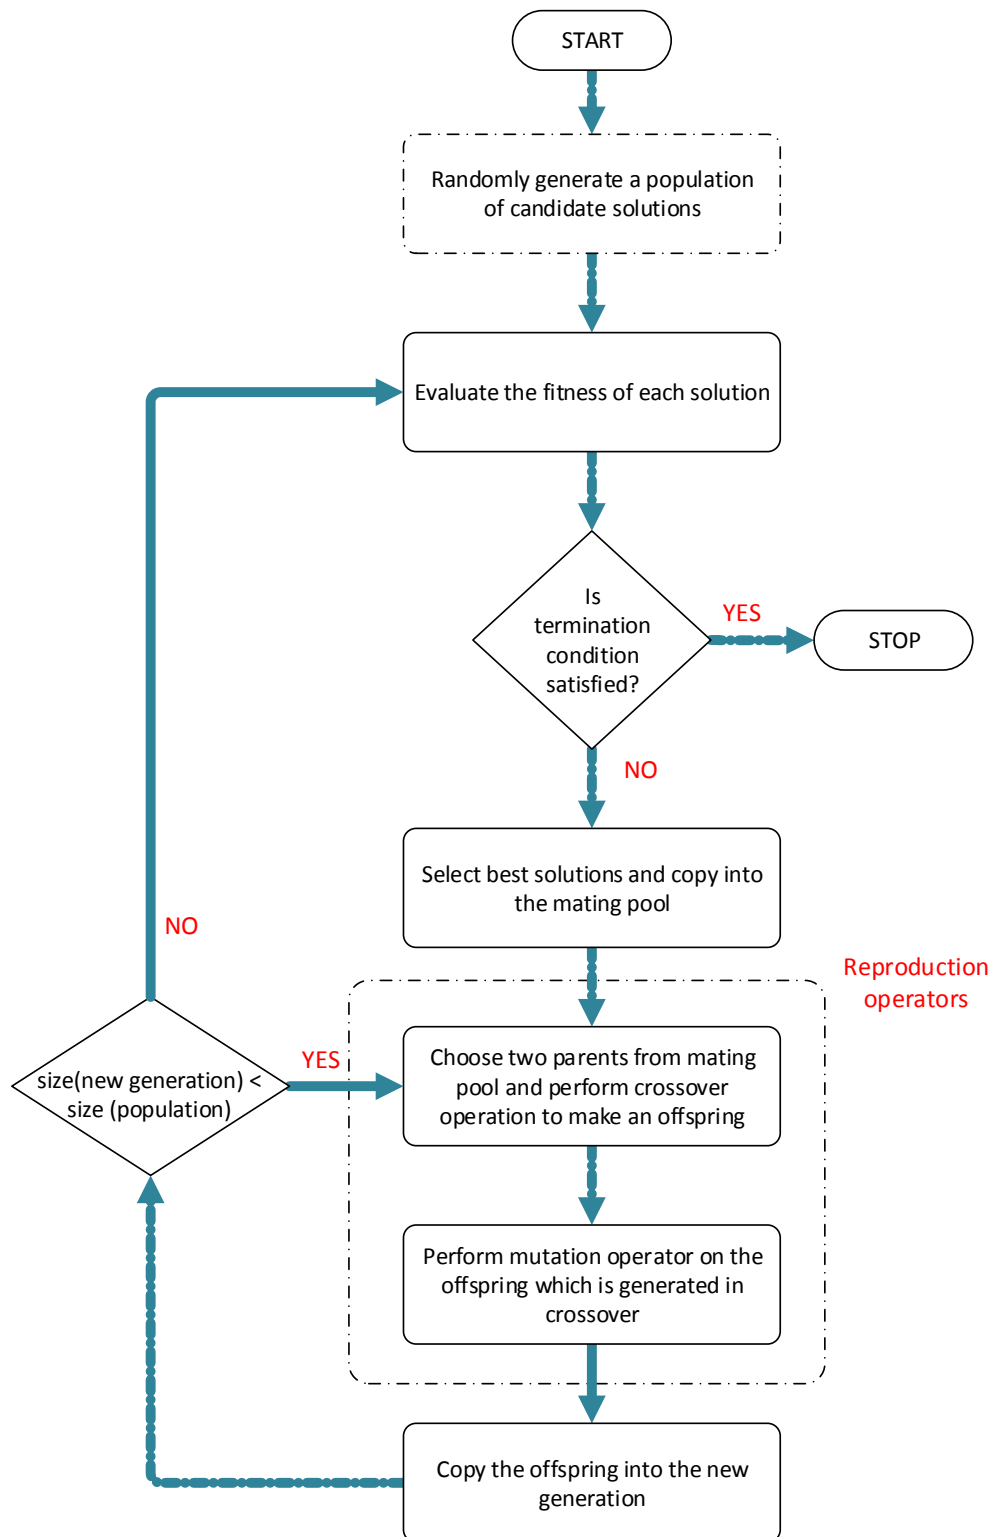 START
Randomly generate a population
of candidate solutions
Evaluate the fitness of each solution
Is
termination
condition
satisfied?
YES
STOP
NO
Select best solutions and copy into
the mating pool
NO
Reproduction
operators
size(new generation) <
size (population)
YES
Choose two parents from mating
pool and perform crossover
operation to make an offspring
Perform mutation operator on the
offspring which is generated in
crossover
Copy the offspring into the new
generation